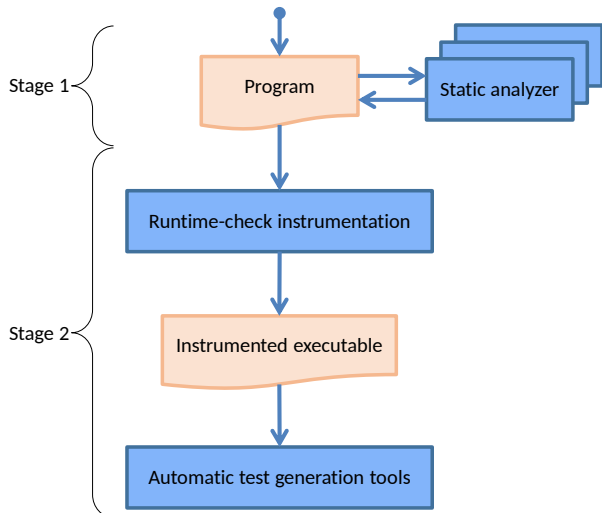 Stage 1
Program
Static analyzer
Runtime-check instrumentation
Stage 2
Instrumented executable
Automatic test generation tools